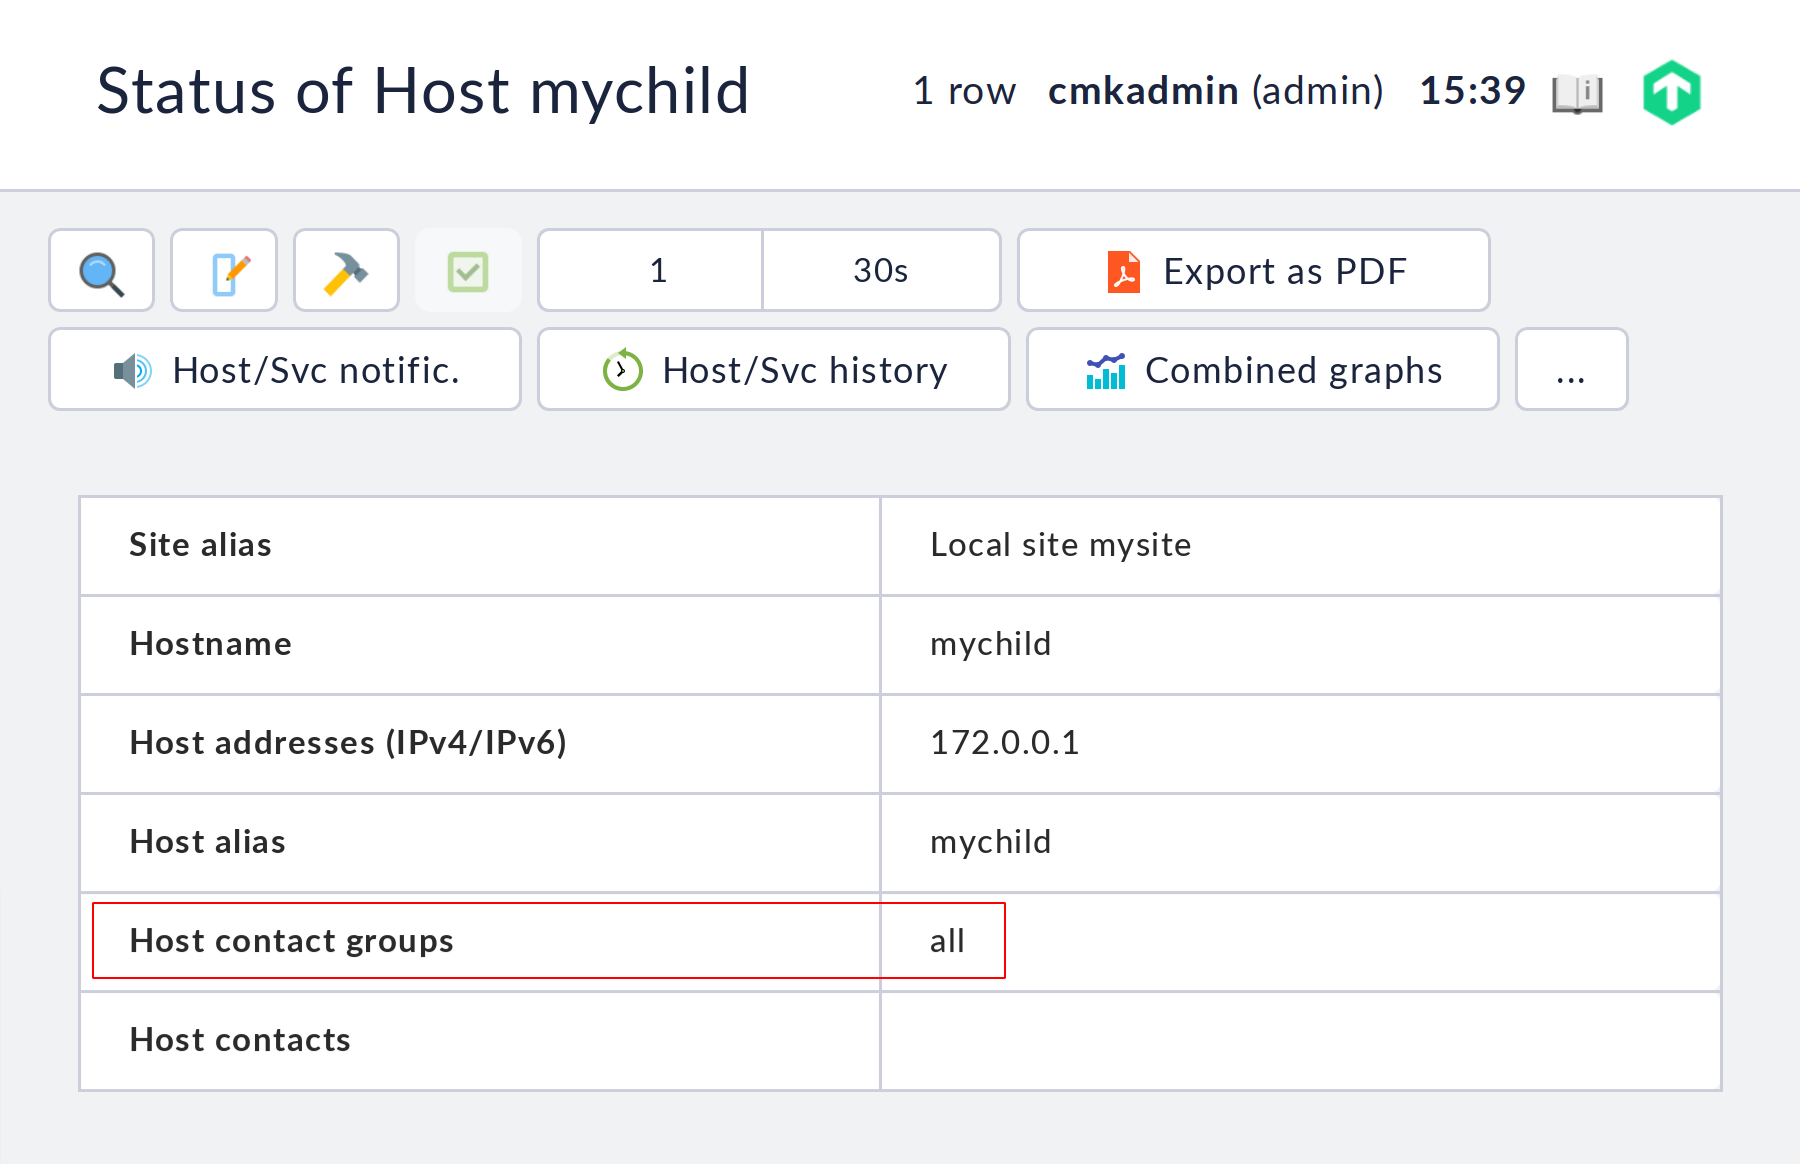 Status of Host mychild 1 row cmkadmin (admin) 15:39
1 30s Export as PDF
Host/Svc notific. Host/Svc history Combined graphs ...
Site alias Local site mysite
Hostname mychild
Host addresses (IPv4/IPv6) 172.0.0.1
Host alias mychild
Host contact groups all
Host contacts